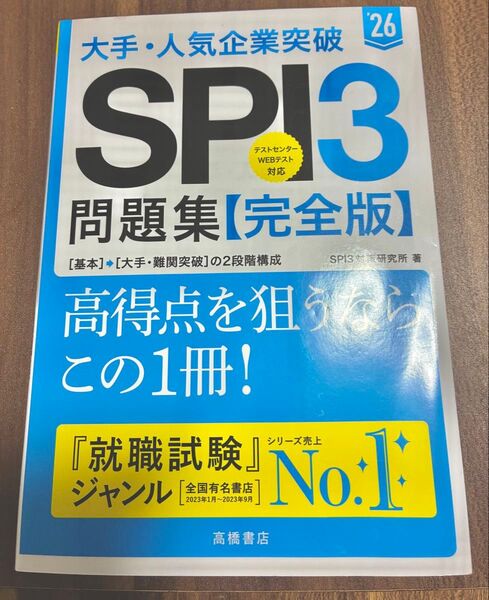 '26
大手・人気企業突破
SPI3
テストセンター
WEBテスト
対応
問題集【完全版】
[基本]➡[大手・難関突破]の2段階構成
SPI3対策研究所 著
高得点を狙うなら
この1冊!
『就職試験』
ジャンル
[全国有名書店]
2023年1月〜2023年9月
シリーズ売上
No.1
高橋書店